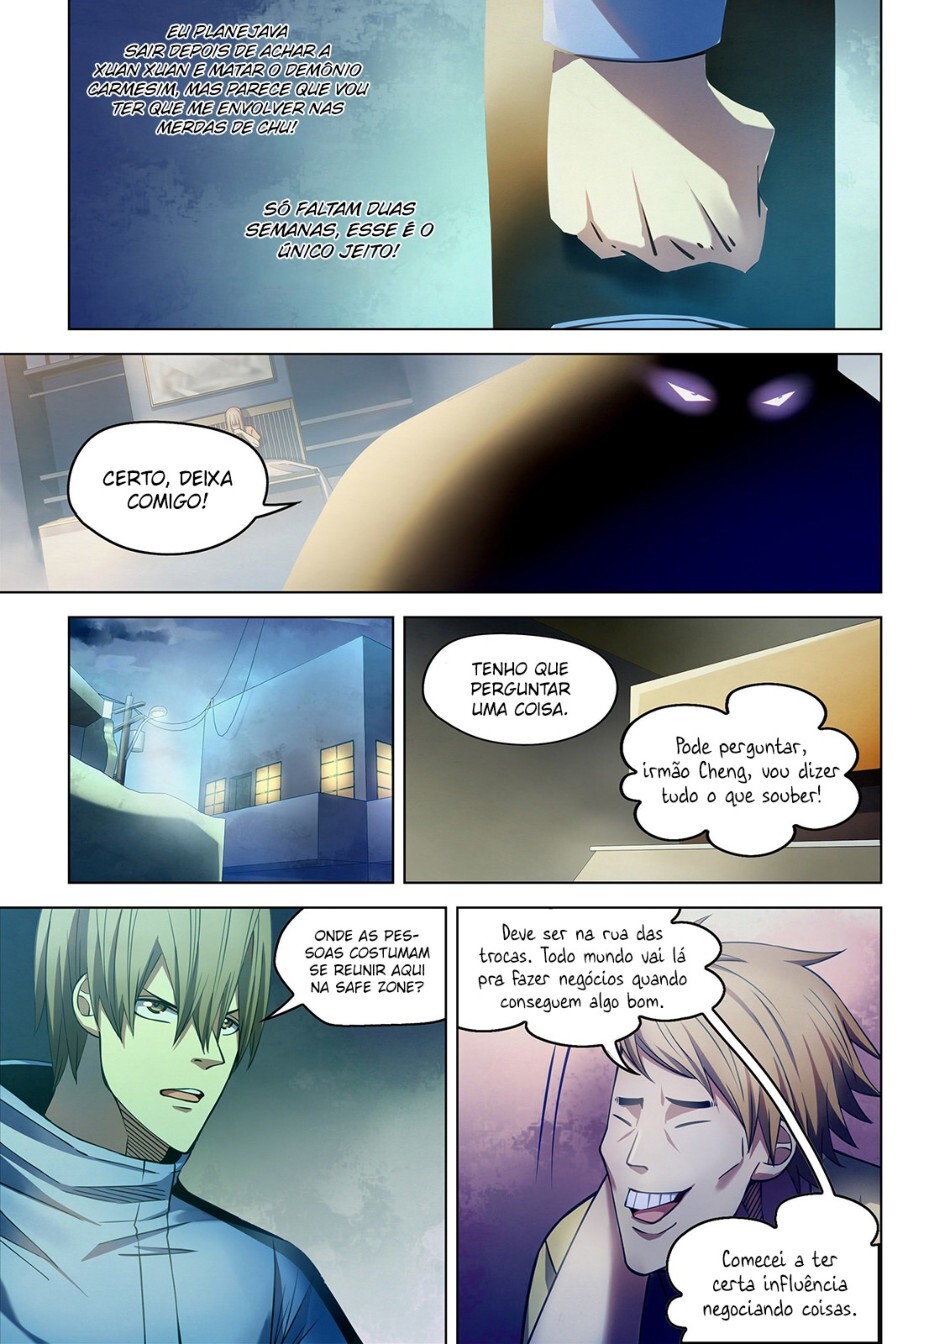 EU PLANEJAVA
SAIR DEPOIS DE ACHAR A
XUAN XUAN E MATAR O DEMÔNIO
CARMESIM, MAS PARECE QUE VOU
TER QUE ME ENVOLVER NAS
MERDAS DE CHU!
SÓ FALTAM DUAS
SEMANAS, ESSE É O
ÚNICO JEITO!
CERTO, DEIXA
COMIGO!
TENHO QUE
PERGUNTAR
UMA COISA.
Pode perguntar,
irmão Cheng, vou dizer
tudo o que souber!
ONDE AS PES-
SOAS COSTUMAM
SE REUNIR AQUI
NA SAFE ZONE?
Deve ser na rua das
trocas. Todo mundo vai lá
pra fazer negócios quando
conseguem algo bom.
Comecei a ter
certa influência
negociando coisas.